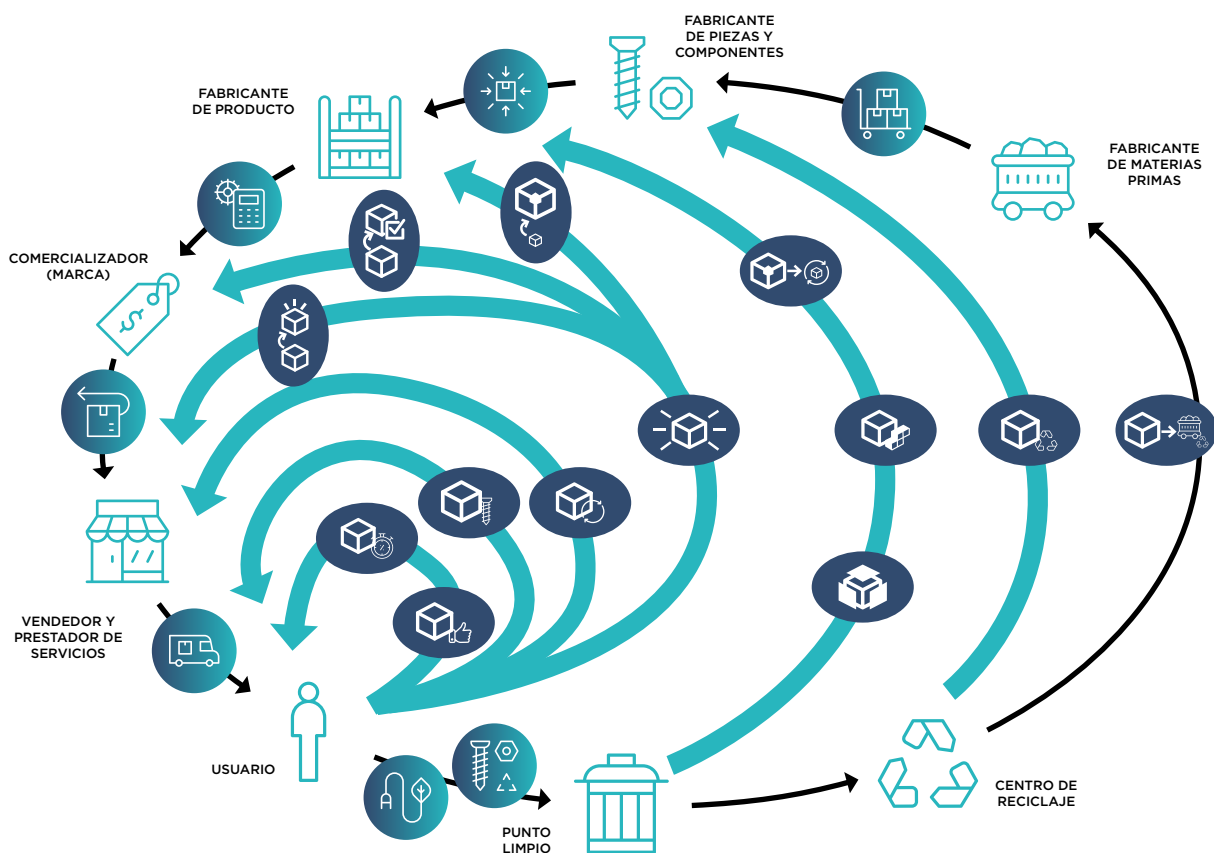 FABRICANTE
DE PIEZAS Y
COMPONENTES
FABRICANTE
DE PRODUCTO
FABRICANTE
DE MATERIAS
PRIMAS
COMERCIALIZADOR
(MARCA)
$
VENDEDOR Y
PRESTADOR DE
SERVICIOS
USUARIO
PUNTO
LIMPIO
CENTRO DE
RECICLAJE